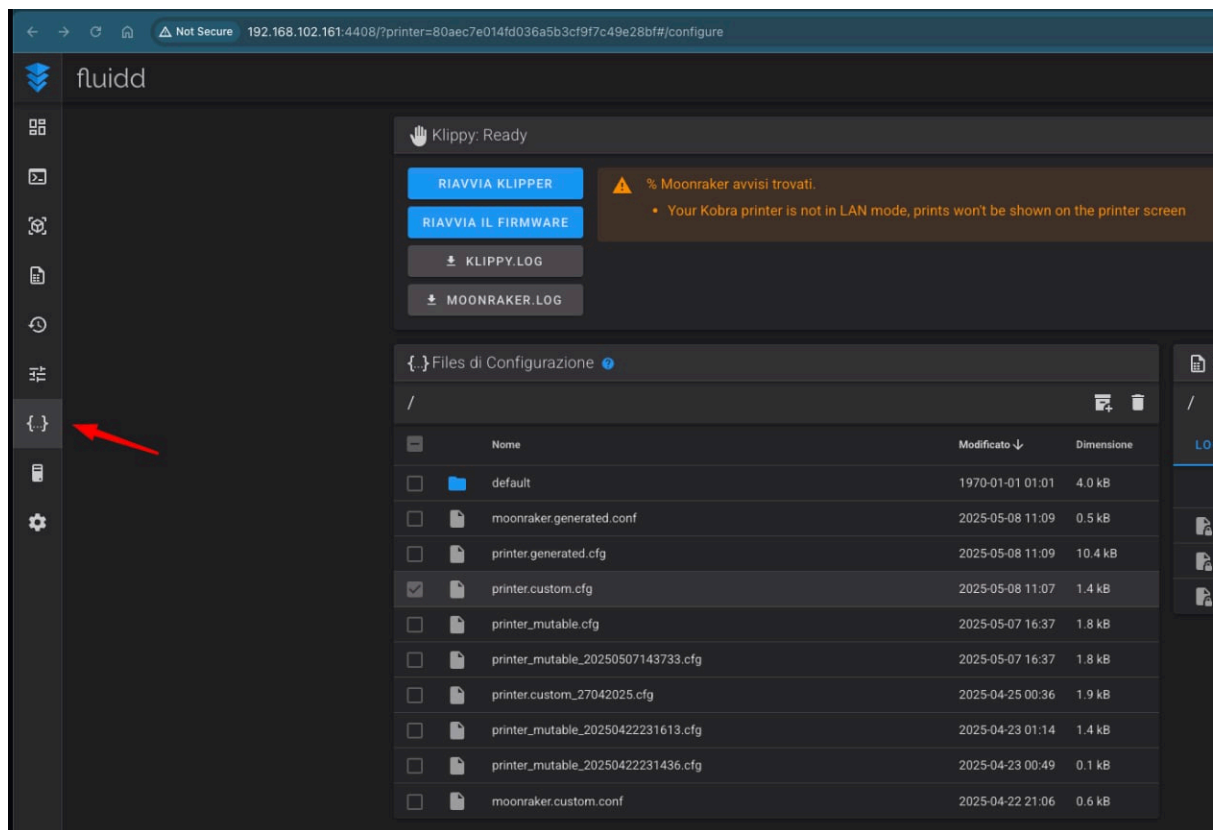 Not Secure 192.168.102.161:4408/?printer=80aec7e014fd036a5b3cf9f7c49e28bf#/configure
fluidd
Klippy: Ready
RIAVVIA KLIPPER
RIAVVIA IL FIRMWARE
KLIPPY.LOG
MOONRAKER.LOG
% Moonraker avvisi trovati.
• Your Kobra printer is not in LAN mode, prints won't be shown on the printer screen
{...} Files di Configurazione ?
/
/
Nome Modificato Dimensione
LO
default 1970-01-01 01:01 4.0 kB
moonraker.generated.conf 2025-05-08 11:09 0.5 kB
printer.generated.cfg 2025-05-08 11:09 10.4 kB
printer.custom.cfg 2025-05-08 11:07 1.4 kB
printer_mutable.cfg 2025-05-07 16:37 1.8 kB
printer_mutable_20250507143733.cfg 2025-05-07 16:37 1.8 kB
printer.custom_27042025.cfg 2025-04-25 00:36 1.9 kB
printer_mutable_20250422231613.cfg 2025-04-23 01:14 1.4 kB
printer_mutable_20250422231436.cfg 2025-04-23 00:49 0.1 kB
moonraker.custom.conf 2025-04-22 21:06 0.6 kB
{...}